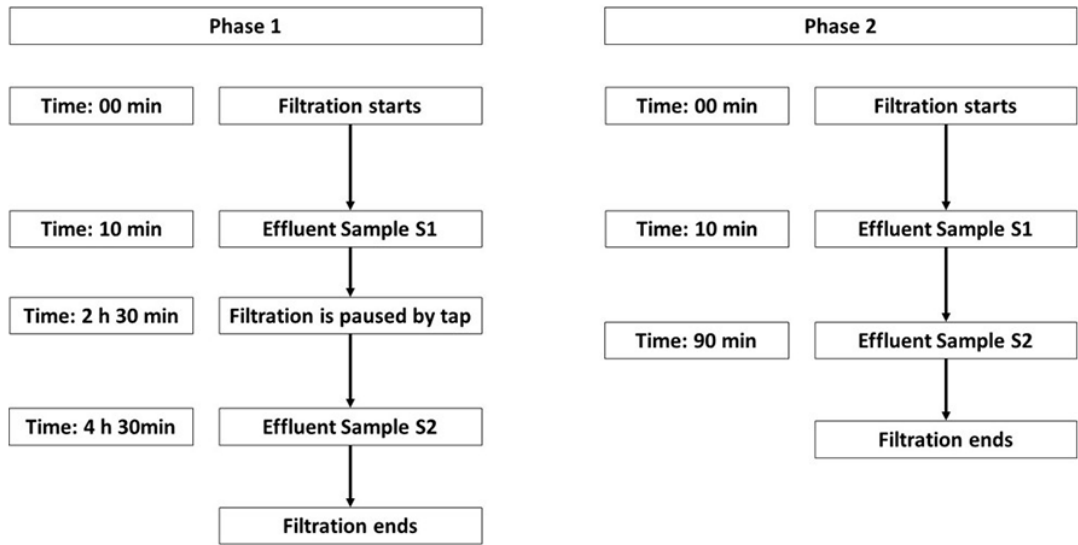 Phase 1
Time: 00 min
Filtration starts
Time: 10 min
Effluent Sample S1
Time: 2 h 30 min
Filtration is paused by tap
Time: 4 h 30min
Effluent Sample S2
Filtration ends
Phase 2
Time: 00 min
Filtration starts
Time: 10 min
Effluent Sample S1
Time: 90 min
Effluent Sample S2
Filtration ends